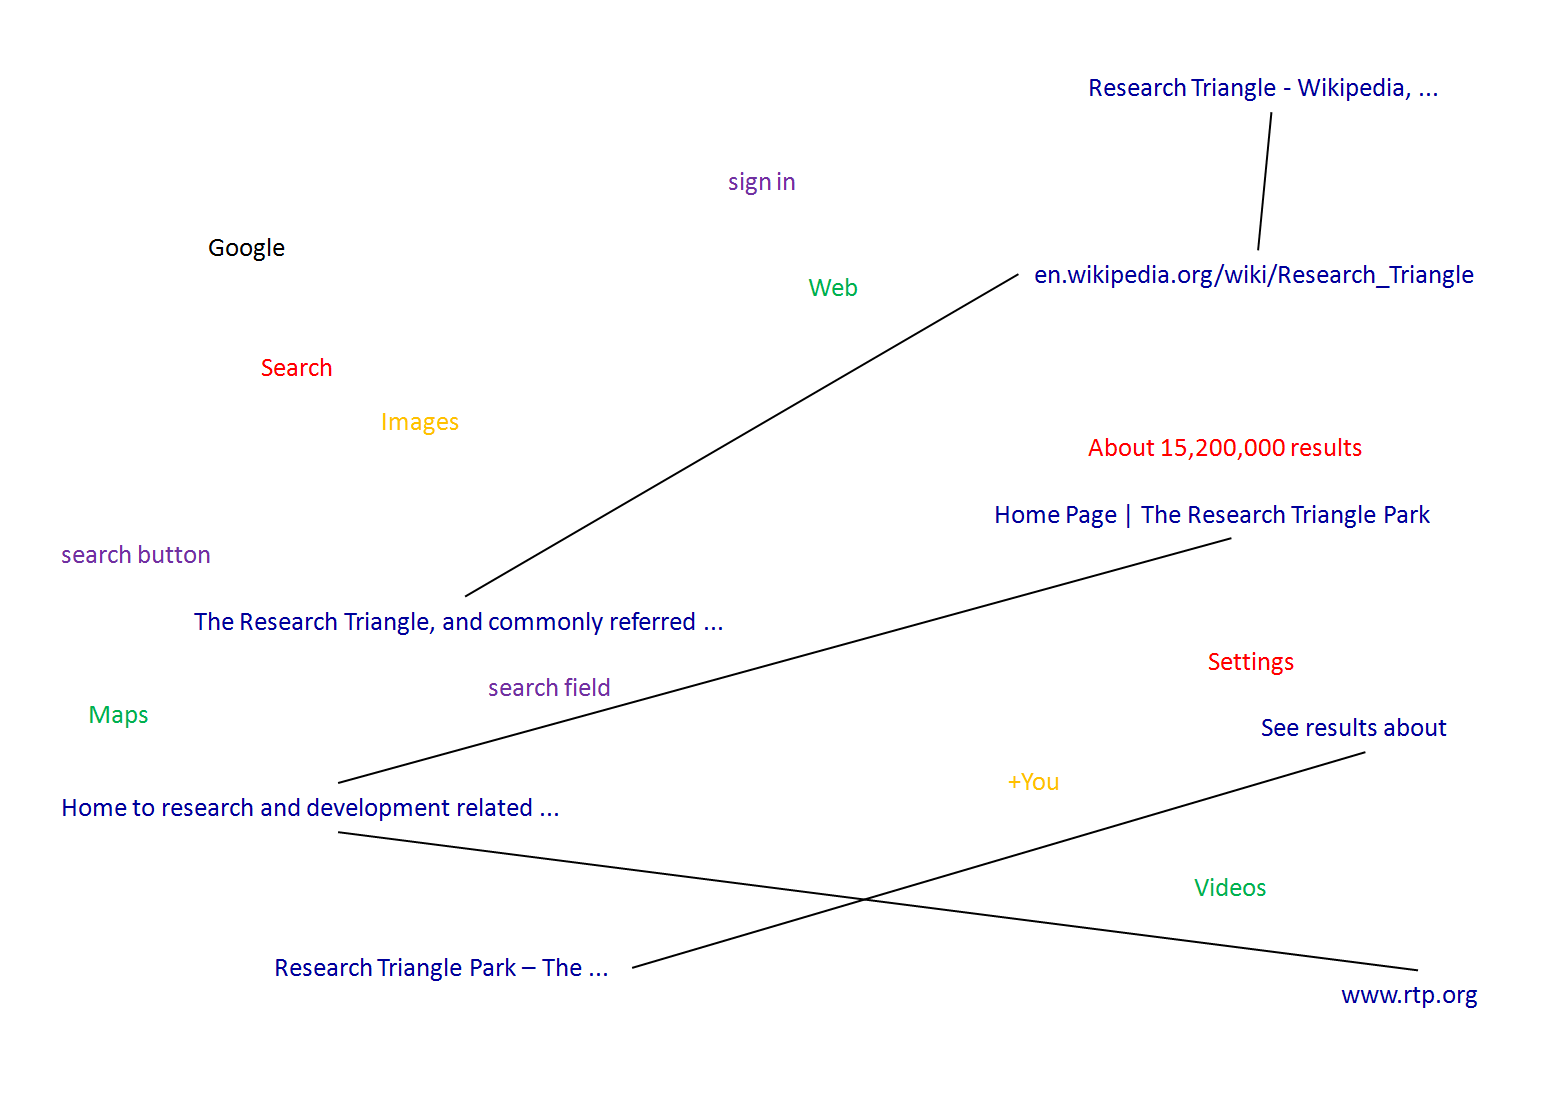 Research Triangle - Wikipedia, ...
sign in
Google
en.wikipedia.org/wiki/Research_Triangle
Web
Search
Images
About 15,200,000 results
Home Page | The Research Triangle Park
search button
The Research Triangle, and commonly referred ...
Settings
search field
Maps
See results about
+You
Home to research and development related ...
Videos
Research Triangle Park – The ...
www.rtp.org